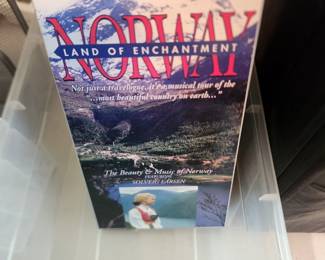 NORWAY
LAND OF ENCHANTMENT
Not just a travelogue, it's a musical tour of the
...most beautiful country on earth..."
The Beauty & Music of Norway
FEATURING
SOLVEIG LARSEN